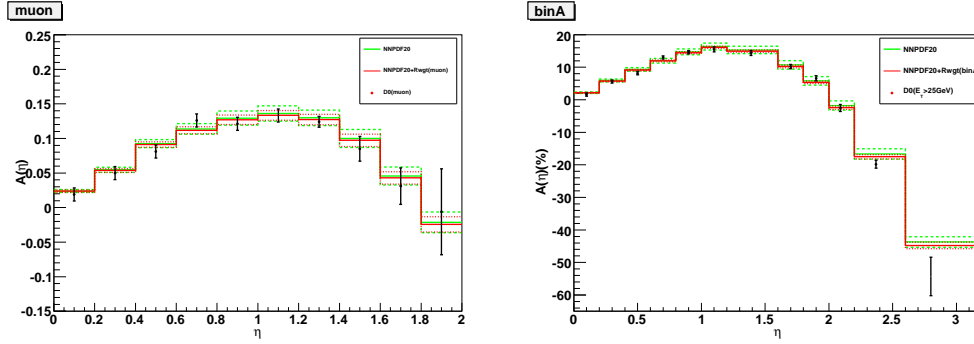 muon
A(η)
0.25
0.2
0.15
0.1
0.05
0
-0.05
-0.1
-0.15
NNPDF20
NNPDF20+Rwgt(muon)
D0(muon)
0 0.2 0.4 0.6 0.8 1 1.2 1.4 1.6 1.8 2
η
binA
A(η)(%)
20
10
0
-10
-20
-30
-40
-50
-60
NNPDF20
NNPDF20+Rwgt(binA
D0(E_T>25GeV)
0 0.5 1 1.5 2 2.5 3
η